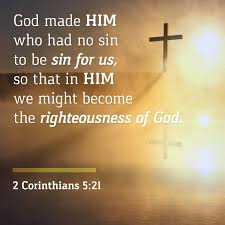 God made HIM
who had no sin
to be sin for us,
so that in HIM
we might become
the righteousness of God.
2 Corinthians 5:21